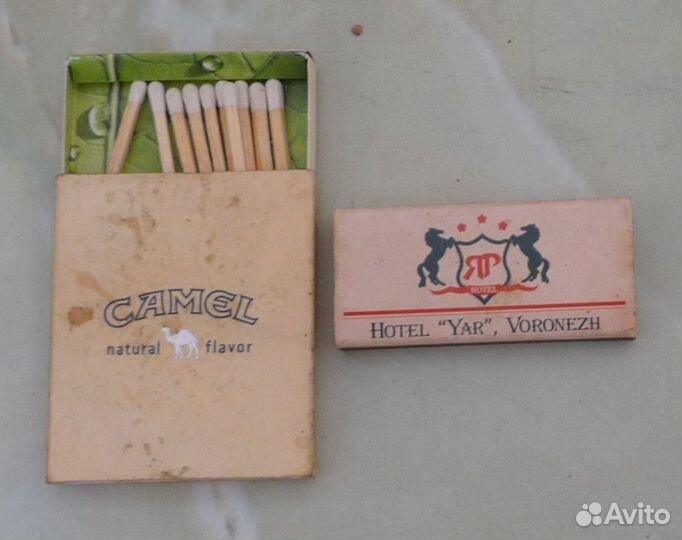 CAMEL
natural flavor
ЯР
HOTEL
HOTEL "YAR", VORONEZH
Avito